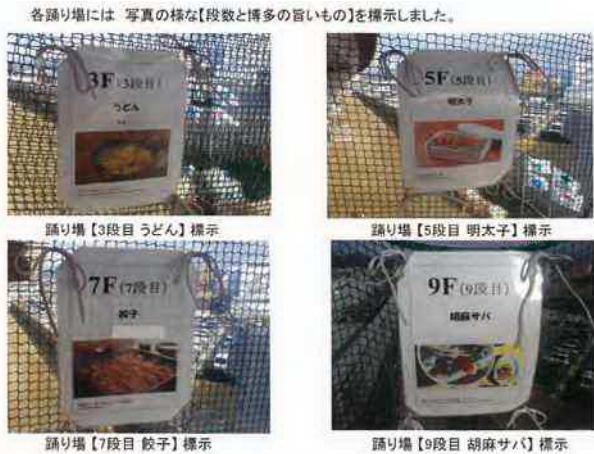 各踊り場には 写真の様な【段数と博多の旨いもの】を標示しました。
3F(3段目)
うどん
5F(5段目)
明太子
踊り場【3段目 うどん】標示
踊り場【5段目 明太子】標示
7F(7段目)
餃子
9F(9段目)
胡麻サバ
踊り場【7段目 餃子】標示
踊り場【9段目 胡麻サバ】標示